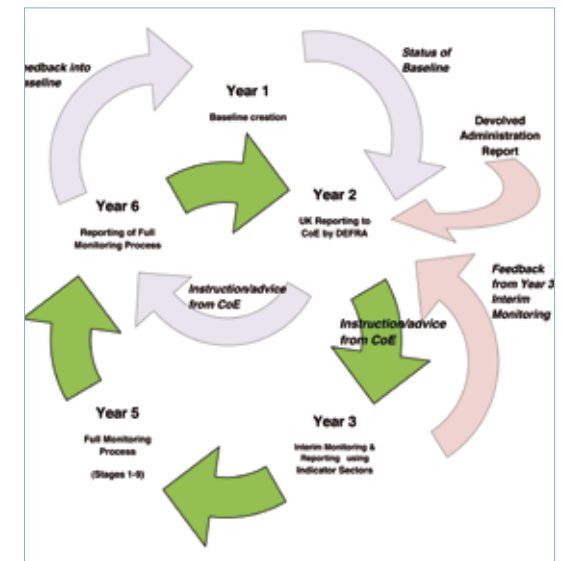 eedback into
aseline
Status of
Baseline
Year 1
Baseline creation
Devolved
Administration
Report
Year 6
Reporting of Full
Monitoring Process
Year 2
UK Reporting to
CoE by DEFRA
Instruction/advice
from CoE
Instruction/advice
from CoE
Feedback
from Year 3
Interim
Monitoring
Year 5
Full Monitoring
Process
(Stages 1-9)
Year 3
Interim Monitoring &
Reporting using
Indicator Sectors